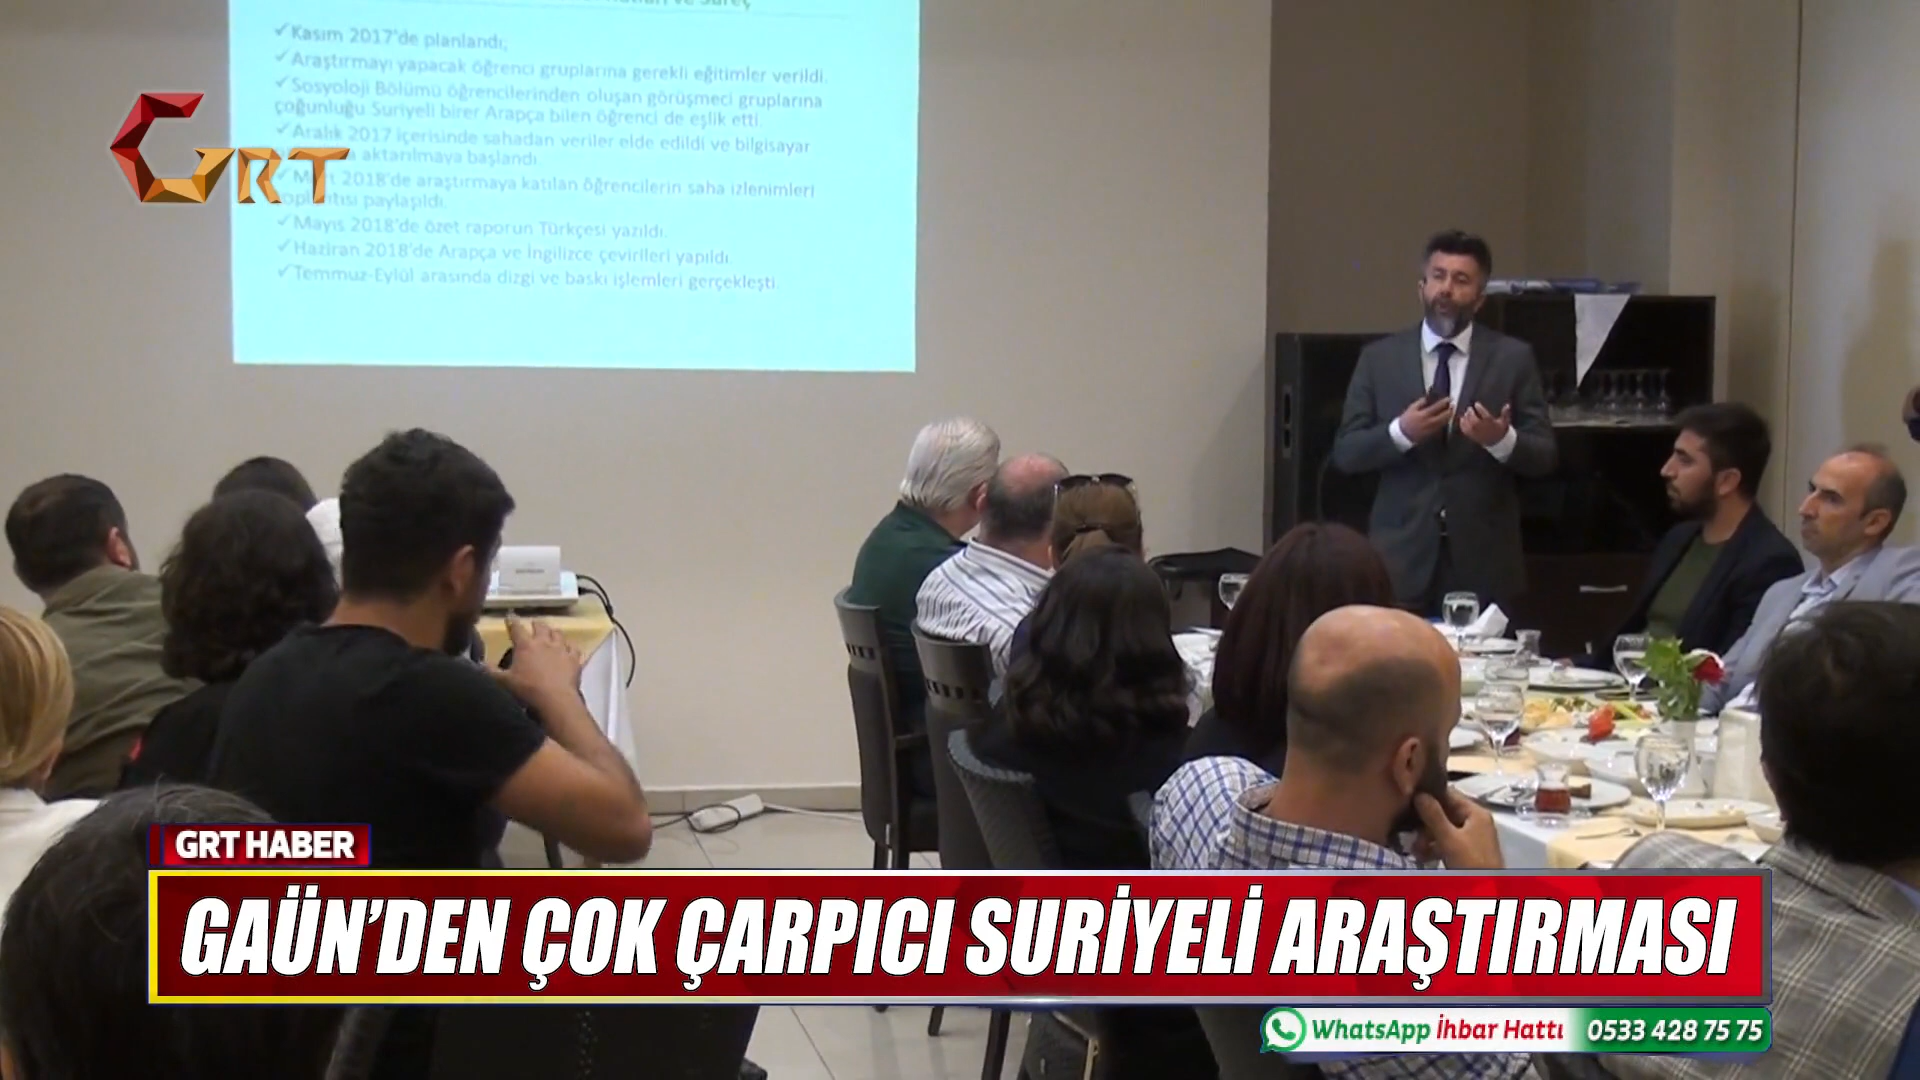 ve Süreç
✓Kasım 2017'de planlandı,
✓Araştırmayı yapacak öğrenci gruplarına gerekli eğitimler verildi.
✓Sosyoloji Bölümü öğrencilerinden oluşan görüşmeci gruplarına
çoğunluğu Suriyeli birer Arapça bilen öğrenci de eşlik etti.
✓Aralık 2017 içerisinde sahadan veriler elde edildi ve bilgisayar
aktarılmaya başlandı.
2018'de araştırmaya katılan öğrencilerin saha izlenimleri
paylaşıldı.
✓Mayıs 2018'de özet raporun Türkçesi yazıldı.
✓Haziran 2018'de Arapça ve İngilizce çevirileri yapıldı
✓Temmuz-Eylül arasında dizgi ve baskı işlemleri gerçekleşti.
GRT
GRT HABER
GAÜN'DEN ÇOK ÇARPICI SURİYELİ ARAŞTIRMASI
WhatsApp İhbar Hattı 0533 428 75 75